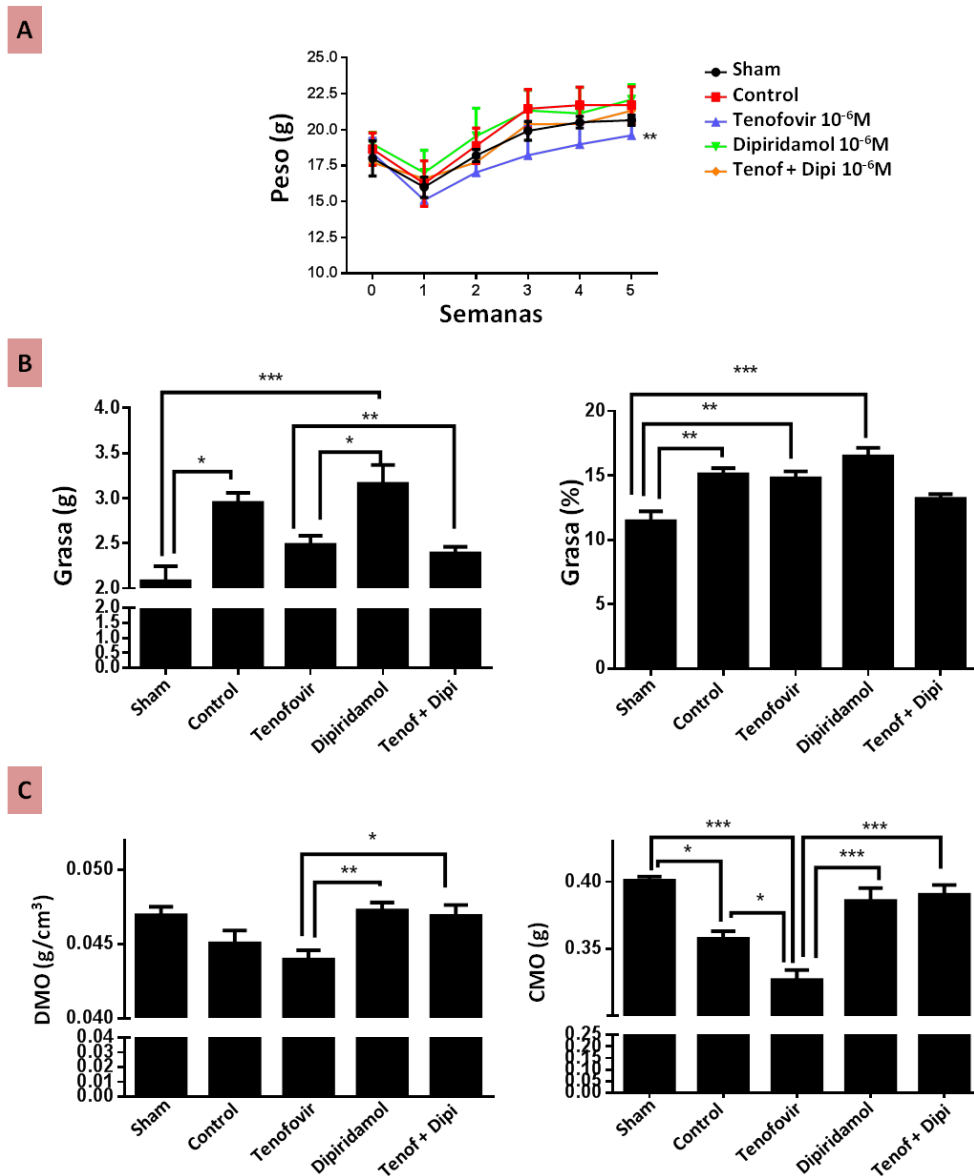 A
Peso (g)
25.0
22.5
20.0
17.5
15.0
12.5
10.0
0 1 2 3 4 5
Semanas
Sham
Control
Tenofovir 10⁻⁶M
Dipiridamol 10⁻⁶M
Tenof + Dipi 10⁻⁶M
**
B
Grasa (g)
4.0
3.5
3.0
2.5
2.0
2.0
1.5
1.0
0.5
0.0
***
**
*
*
Sham
Control
Tenofovir
Dipiridamol
Tenof + Dipi
Grasa (%)
20
15
10
5
0
***
**
**
Sham
Control
Tenofovir
Dipiridamol
Tenof + Dipi
C
DMO (g/cm³)
0.050
0.045
0.040
0.04
0.03
0.02
0.01
0.00
*
**
Sham
Control
Tenofovir
Dipiridamol
Tenof + Dipi
CMO (g)
0.40
0.35
0.25
0.20
0.15
0.10
0.05
0.00
***
***
*
***
*
Sham
Control
Tenofovir
Dipiridamol
Tenof + Dipi